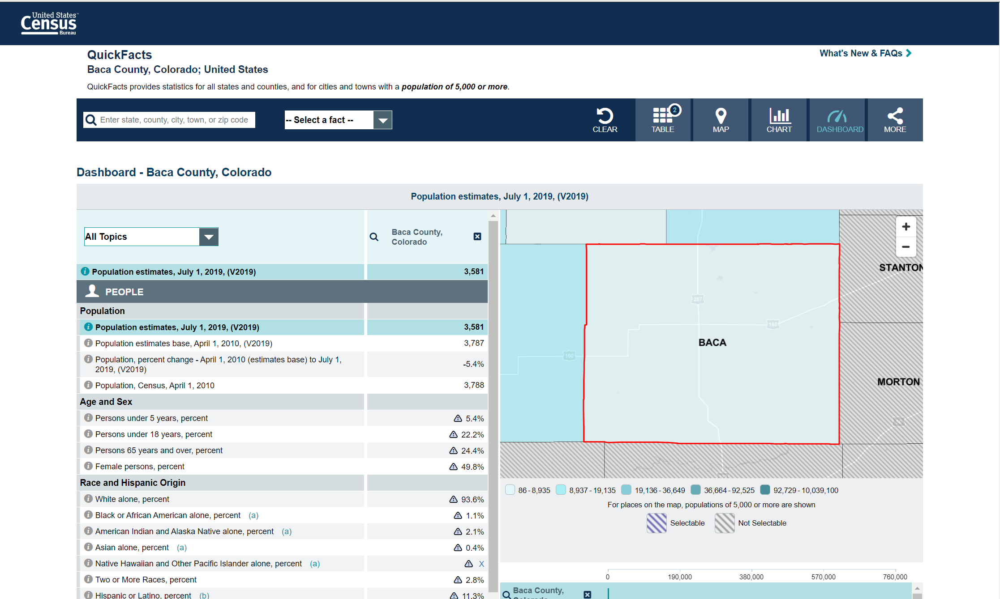 United States™
Census
Bureau
QuickFacts
What's New & FAQs
Baca County, Colorado; United States
QuickFacts provides statistics for all states and counties, and for cities and towns with a population of 5,000 or more.
Enter state, county, city, town, or zip code
-- Select a fact --
CLEAR
2
TABLE
MAP
CHART
DASHBOARD
MORE
Dashboard - Baca County, Colorado
Population estimates, July 1, 2019, (V2019)
All Topics
Baca County,
Colorado
Population estimates, July 1, 2019, (V2019) 3,581
PEOPLE
Population
Population estimates, July 1, 2019, (V2019) 3,581
Population estimates base, April 1, 2010, (V2019) 3,787
Population, percent change - April 1, 2010 (estimates base) to July 1,
2019, (V2019) -5.4%
Population, Census, April 1, 2010 3,788
Age and Sex
Persons under 5 years, percent 5.4%
Persons under 18 years, percent 22.2%
Persons 65 years and over, percent 24.4%
Female persons, percent 49.8%
Race and Hispanic Origin
White alone, percent 93.6%
Black or African American alone, percent (a) 1.1%
American Indian and Alaska Native alone, percent (a) 2.1%
Asian alone, percent (a) 0.4%
Native Hawaiian and Other Pacific Islander alone, percent (a) X
Two or More Races, percent 2.8%
Hispanic or Latino, percent (b) 11.3%
+
−
STANTON
287
160
BACA
160
MORTON
56
86 - 8,935 8,937 - 19,135 19,136 - 36,649 36,664 - 92,525 92,729 - 10,039,100
For places on the map, populations of 5,000 or more are shown
Selectable Not Selectable
0 190,000 380,000 570,000 760,000
Baca County,
Colorado